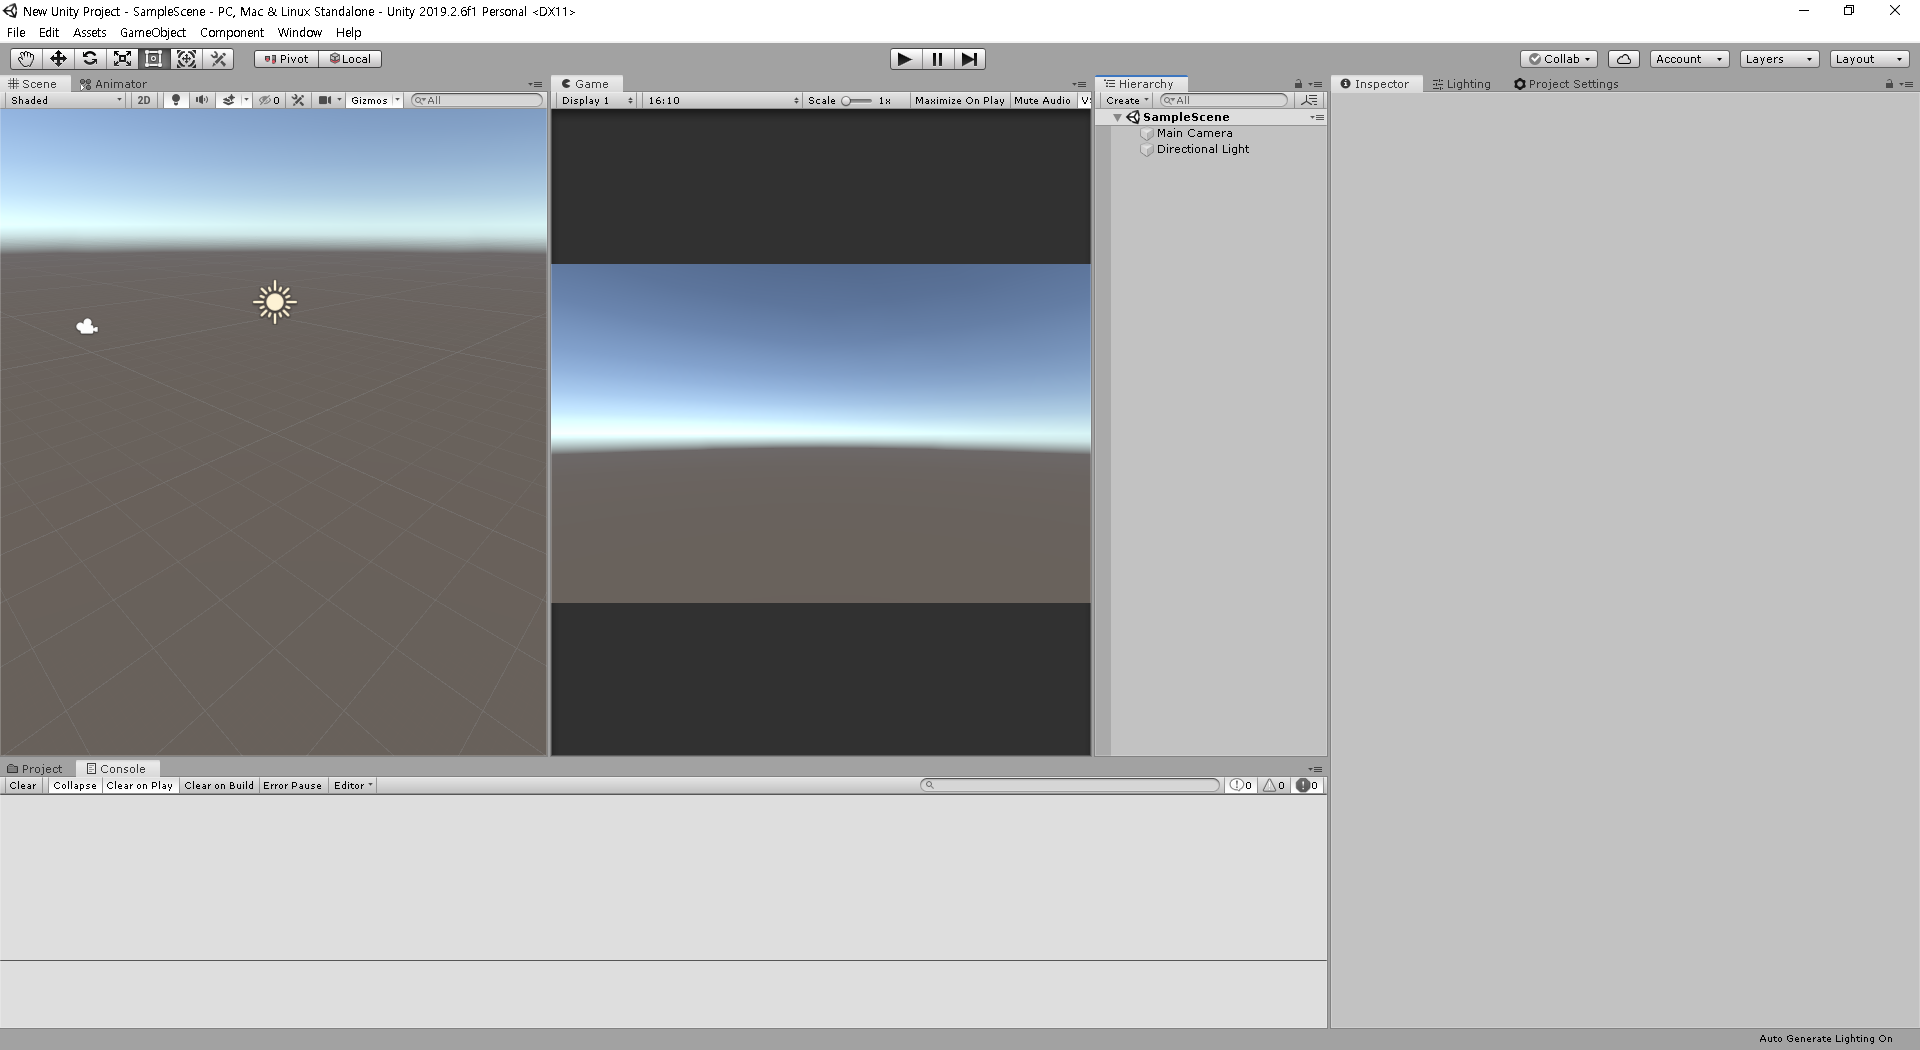 New Unity Project - SampleScene - PC, Mac & Linux Standalone - Unity 2019.2.6f1 Personal <DX11>
File Edit Assets GameObject Component Window Help
Pivot Local Collab Account Layers Layout
Scene Animator
Shaded 2D 0 Gizmos All
Game
Display 1 16:10 Scale 1x Maximize On Play Mute Audio
Hierarchy
Create All
SampleScene
Main Camera
Directional Light
Inspector Lighting Project Settings
Project Console
Clear Collapse Clear on Play Clear on Build Error Pause Editor 0 0 0
Auto Generate Lighting On